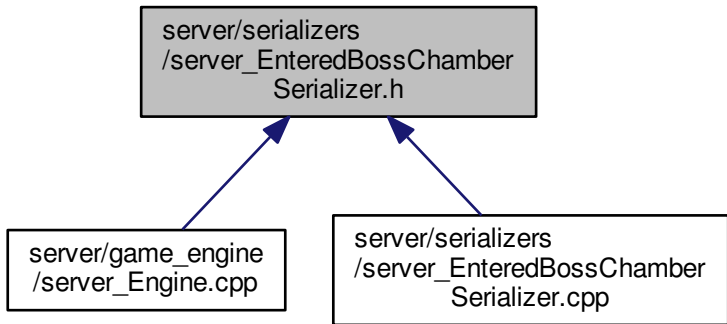 server/serializers
/server_EnteredBossChamber
Serializer.h
server/game_engine
/server_Engine.cpp
server/serializers
/server_EnteredBossChamber
Serializer.cpp